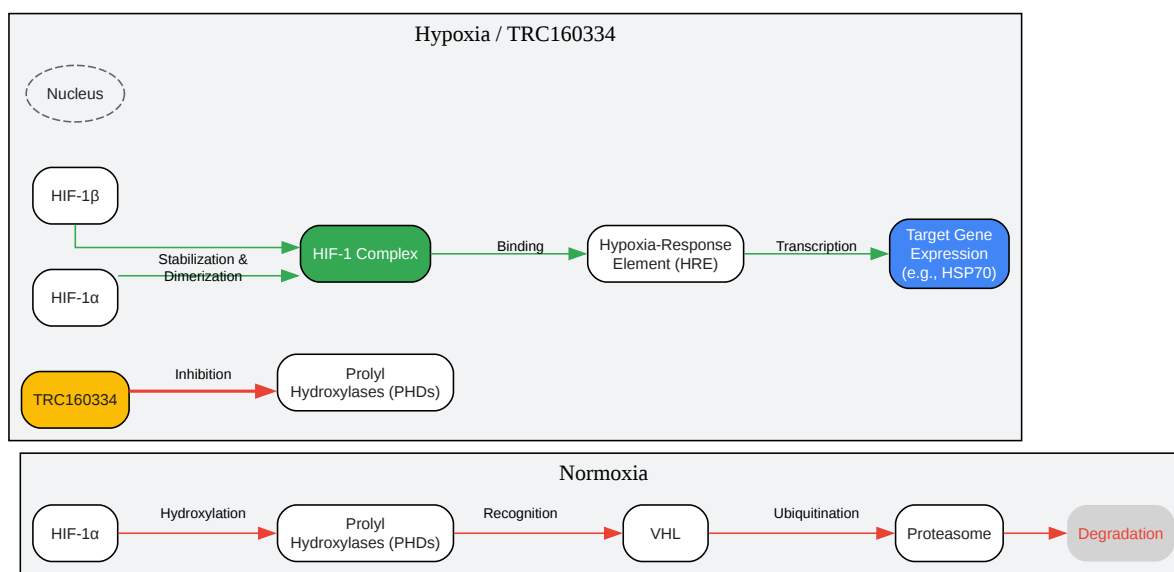 Hypoxia / TRC160334
Nucleus
HIF-1β
HIF-1α
Stabilization &
Dimerization
HIF-1 Complex
Binding
Hypoxia-Response
Element (HRE)
Transcription
Target Gene
Expression
(e.g., HSP70)
TRC160334
Inhibition
Prolyl
Hydroxylases (PHDs)
Normoxia
HIF-1α
Hydroxylation
Prolyl
Hydroxylases (PHDs)
Recognition
VHL
Ubiquitination
Proteasome
Degradation